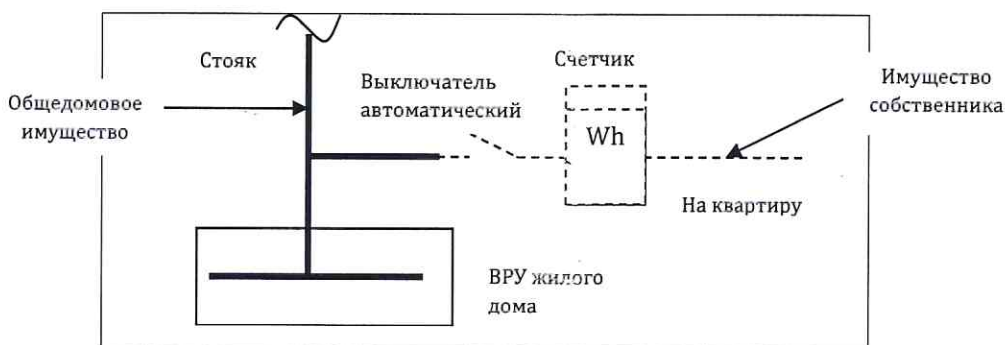 Стояк
Счетчик
Выключатель
автоматический
Имущество
собственника
Общедомовое
имущество
Wh
На квартиру
ВРУ жилого
дома